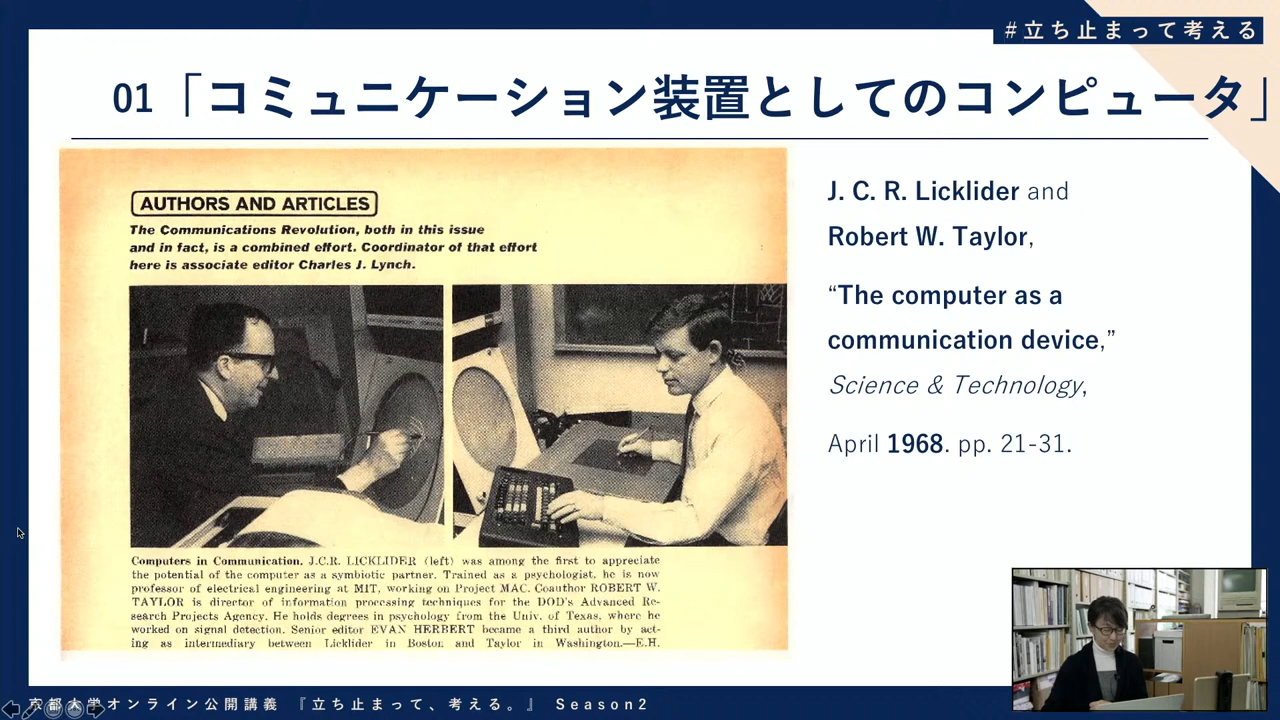 #立ち止まって考える
01「コミュニケーション装置としてのコンピュータ」
AUTHORS AND ARTICLES
The Communications Revolution, both in this issue
and in fact, is a combined effort. Coordinator of that effort
here is associate editor Charles J. Lynch.
Computers in Communication. J.C.R. LICKLIDER (left) was among the first to appreciate
the potential of the computer as a symbiotic partner. Trained as a psychologist, he is now
professor of electrical engineering at MIT, working on Project MAC. Coauthor ROBERT W.
TAYLOR is director of information processing techniques for the DOD's Advanced Re-
search Projects Agency. He holds degrees in psychology from the Univ. of Texas, where he
worked on signal detection. Senior editor EVAN HERBERT became a third author by act-
ing as intermediary between Licklider in Boston and Taylor in Washington.—E.H.
J. C. R. Licklider and
Robert W. Taylor,
“The computer as a
communication device,”
Science & Technology,
April 1968. pp. 21-31.
京都大学オンライン公開講義 『立ち止まって、考える。』 Season2